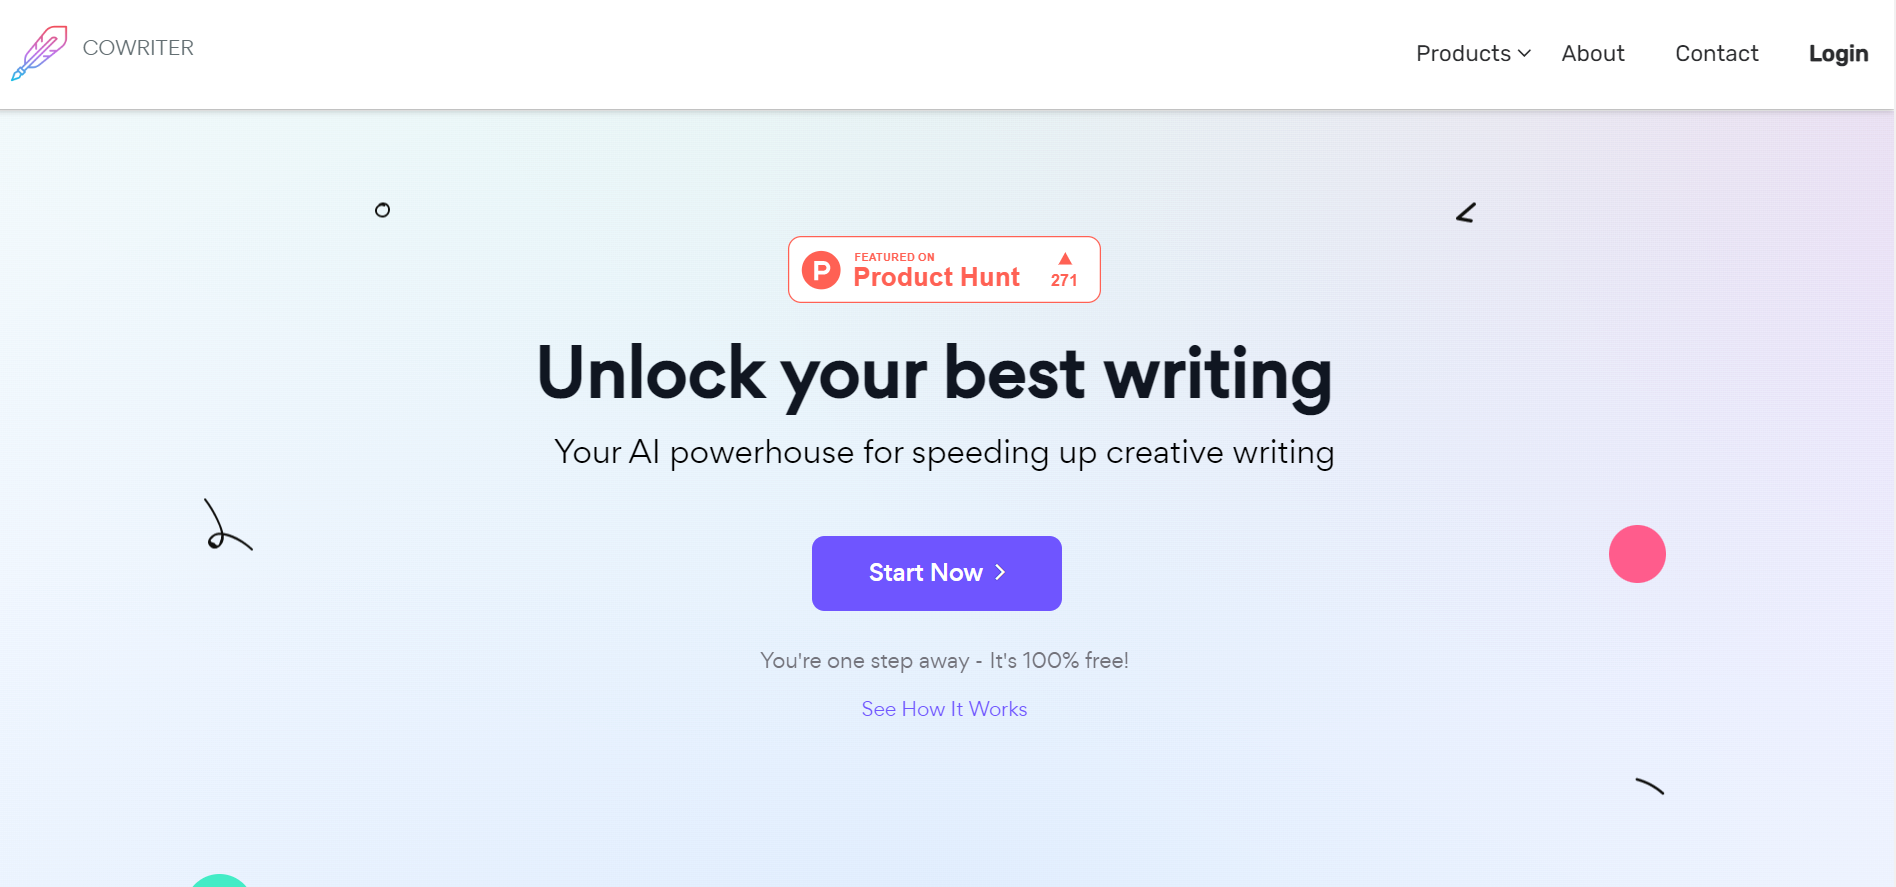 COWRITER
Products
About
Contact
Login
FEATURED ON
Product Hunt
271
Unlock your best writing
Your AI powerhouse for speeding up creative writing
Start Now
You're one step away - It's 100% free!
See How It Works